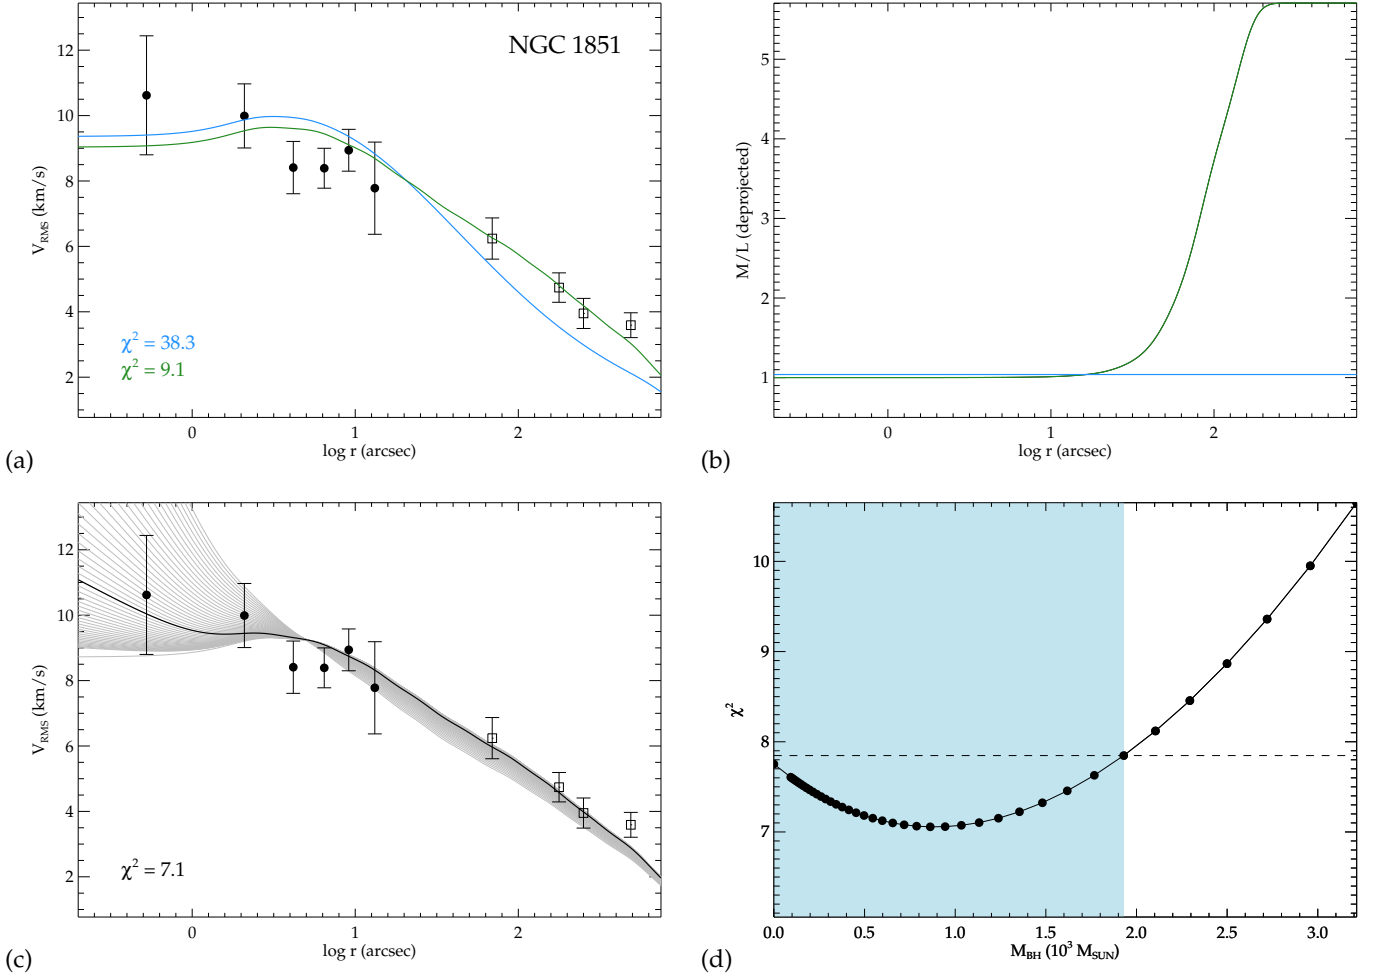 NGC 1851
12
10
8
6
4
2
V_RMS (km/s)
χ² = 38.3
χ² = 9.1
0
1
2
log r (arcsec)
(a)
5
4
3
2
1
M/L (deprojected)
0
1
2
log r (arcsec)
(b)
12
10
8
6
4
2
V_RMS (km/s)
χ² = 7.1
0
1
2
log r (arcsec)
(c)
10
9
8
7
χ²
0.0
0.5
1.0
1.5
2.0
2.5
3.0
M_BH (10³ M_SUN)
(d)